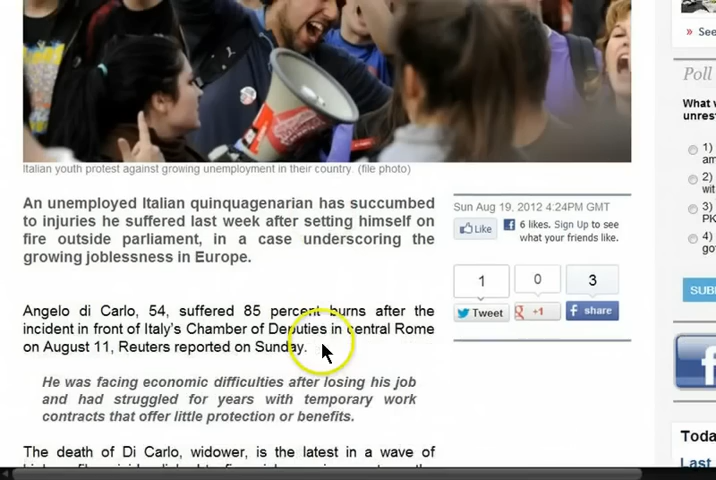 See
Poll
Italian youth protest against growing unemployment in their country. (file photo)
An unemployed Italian quinquagenarian has succumbed
to injuries he suffered last week after setting himself on
fire outside parliament, in a case underscoring the
growing joblessness in Europe.
Sun Aug 19, 2012 4:24PM GMT
Like
6 likes. Sign Up to see
what your friends like.
1
0
3
Tweet
+1
share
Angelo di Carlo, 54, suffered 85 percent burns after the
incident in front of Italy's Chamber of Deputies in central Rome
on August 11, Reuters reported on Sunday.
He was facing economic difficulties after losing his job
and had struggled for years with temporary work
contracts that offer little protection or benefits.
The death of Di Carlo, widower, is the latest in a wave of
What
unres
1)
am
2)
wit
3)
PK
4)
go
SUB
Toda
Last